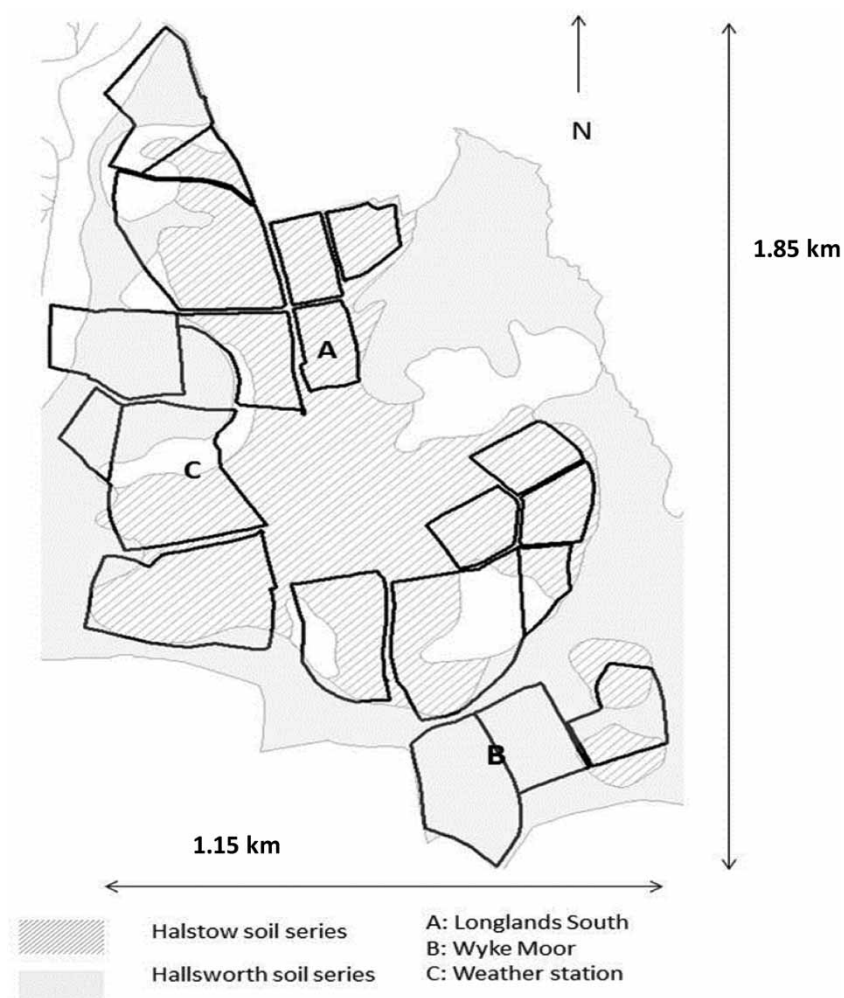 N
1.85 km
A
C
B
1.15 km
Halstow soil series
Hallsworth soil series
A: Longlands South
B: Wyke Moor
C: Weather station